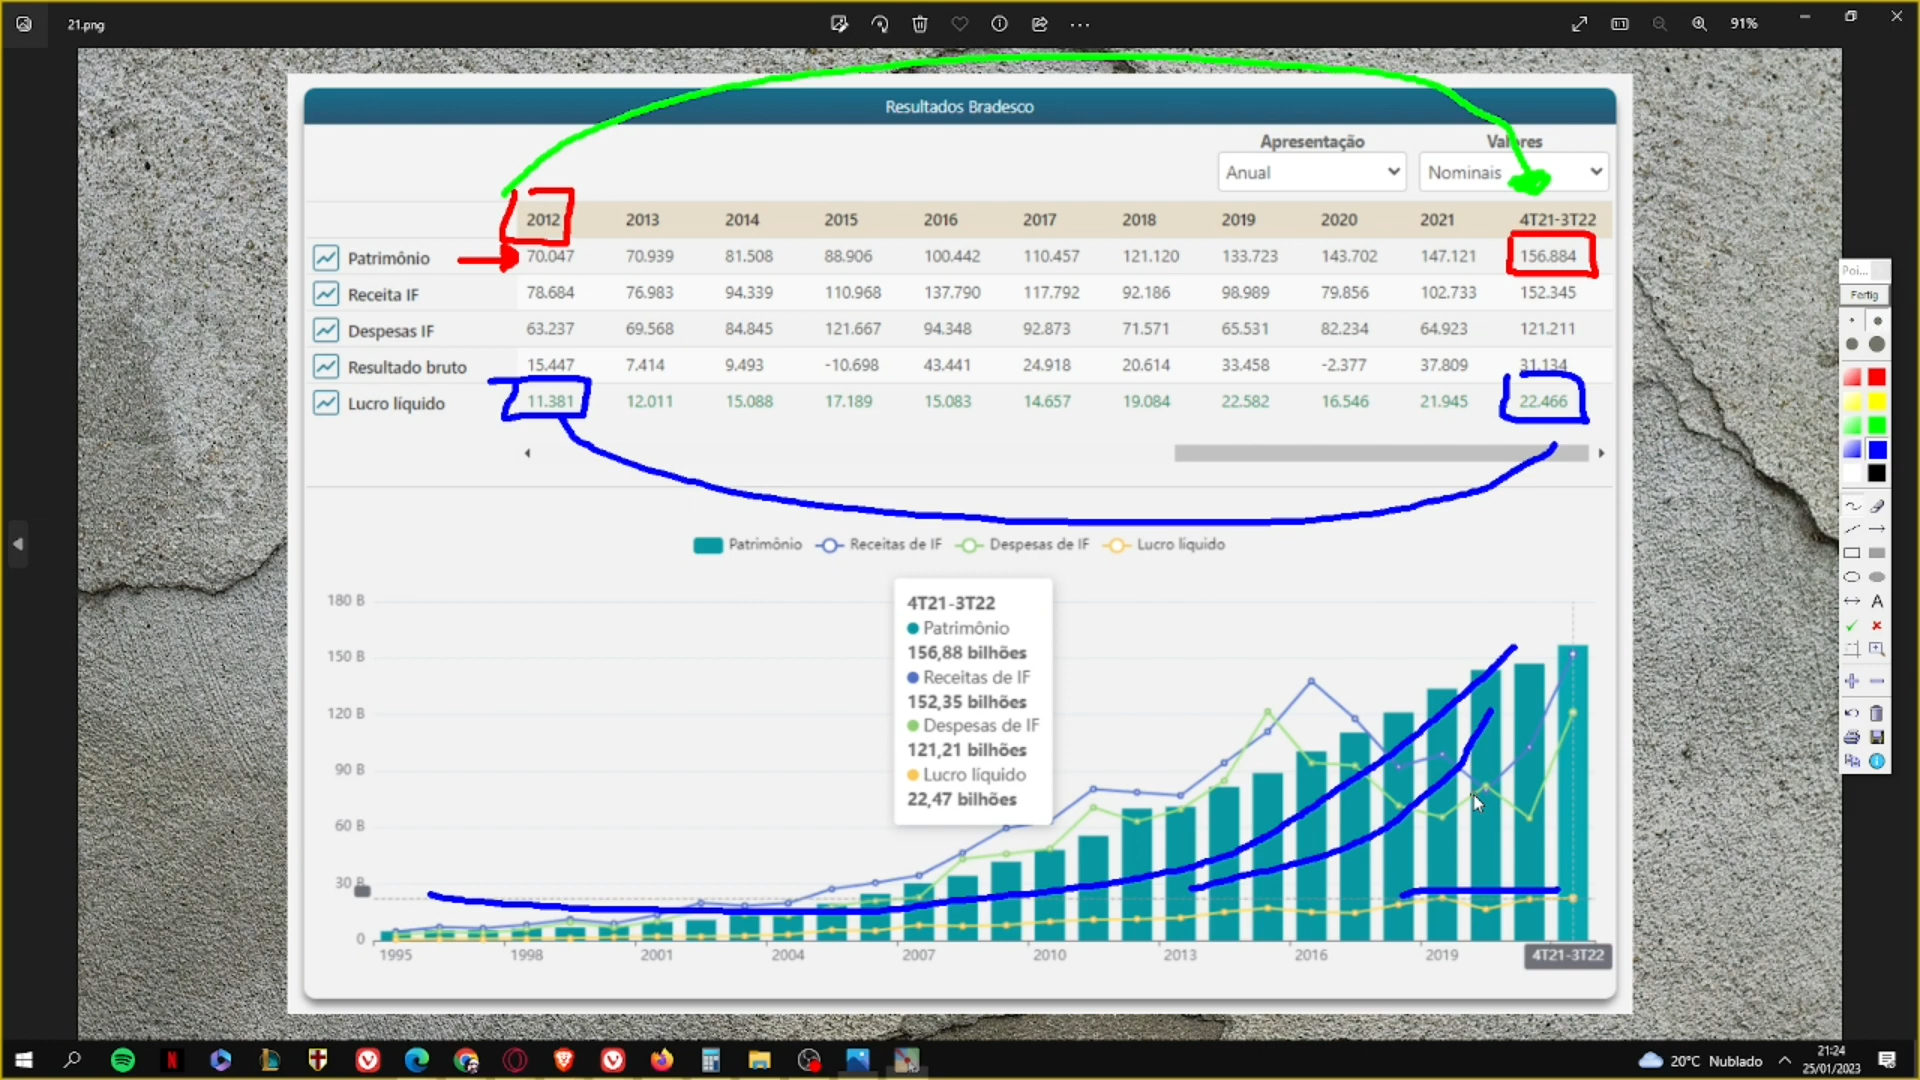 21.png
91%
Resultados Bradesco
Apresentação Valores
Anual Nominais
2012 2013 2014 2015 2016 2017 2018 2019 2020 2021 4T21-3T22
Patrimônio 70.047 70.939 81.508 88.906 100.442 110.457 121.120 133.723 143.702 147.121 156.884
Receita IF 78.684 76.983 94.339 110.968 137.790 117.792 92.186 98.989 79.856 102.733 152.345
Despesas IF 63.237 69.568 84.845 121.667 94.348 92.873 71.571 65.531 82.234 64.923 121.211
Resultado bruto 15.447 7.414 9.493 -10.698 43.441 24.918 20.614 33.458 -2.377 37.809 31.134
Lucro líquido 11.381 12.011 15.088 17.189 15.083 14.657 19.084 22.582 16.546 21.945 22.466
Patrimônio Receitas de IF Despesas de IF Lucro líquido
180 B
150 B
120 B
90 B
60 B
30 B
0
4T21-3T22
Patrimônio
156,88 bilhões
Receitas de IF
152,35 bilhões
Despesas de IF
121,21 bilhões
Lucro líquido
22,47 bilhões
1995 1998 2001 2004 2007 2010 2013 2016 2019 4T21-3T22
Poi...
Fertig
A
20°C Nublado
21:24
25/01/2023